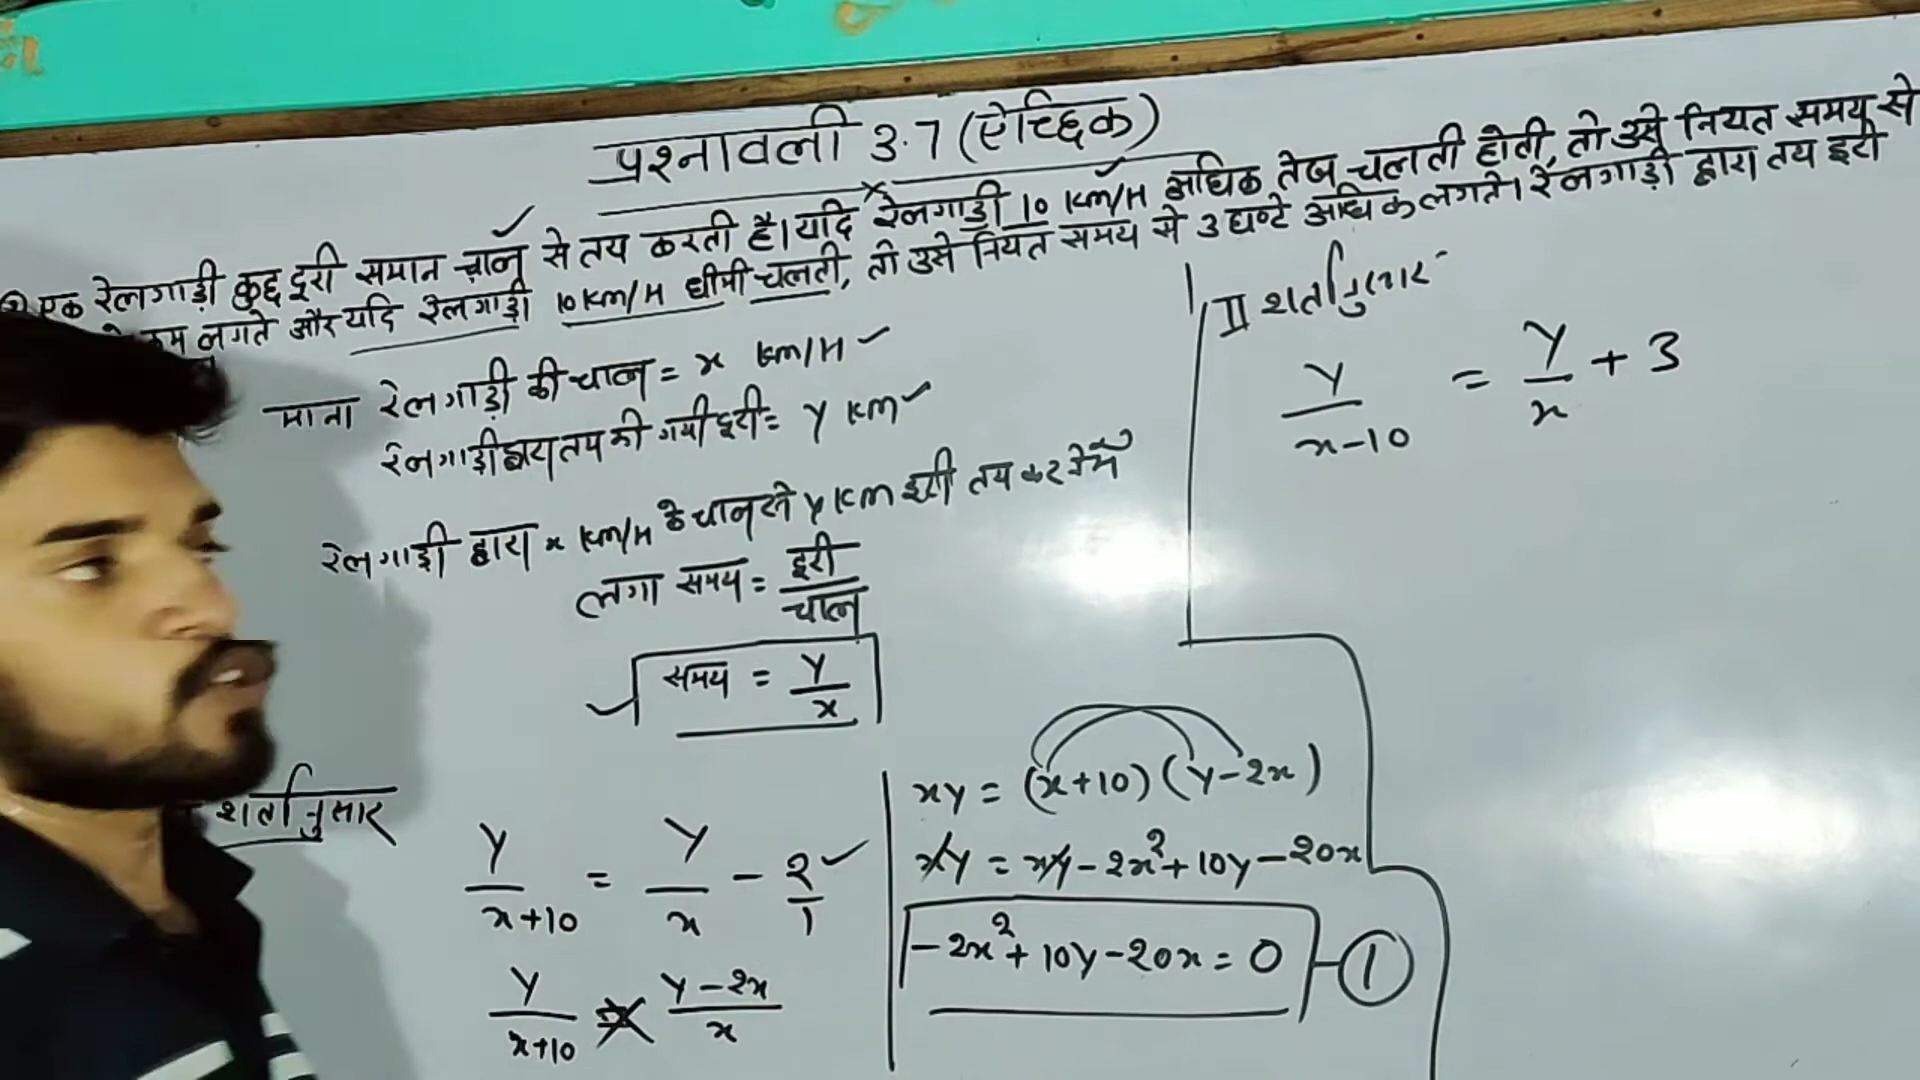 प्रश्नावली 3.7 (ऐच्छिक)
एक रेलगाड़ी कुछ दूरी समान चाल से तय करती है। यदि रेलगाड़ी 10 km/H अधिक तेज चलती होती, तो उसे नियत समय से
कम लगते और यदि रेलगाड़ी 10 km/H धीमी चलती, तो उसे नियत समय से 3 घण्टे अधिक लगते। रेलगाड़ी द्वारा तय दूरी
माना रेलगाड़ी की चाल = x km/H ✓
रेलगाड़ी द्वारा तय की गयी दूरी = y km ✓
रेलगाड़ी द्वारा x km/H के चाल से y km दूरी तय करने में
लगा समय = दूरी / चाल
समय = y / x
शर्तानुसार
y / x+10 = y / x - 2 / 1 ✓
y / x+10 = y-2x / x
xy = (x+10)(y-2x)
xy = xy - 2x² + 10y - 20x
-2x² + 10y - 20x = 0 - ①
II शर्तानुसार
y / x-10 = y / x + 3